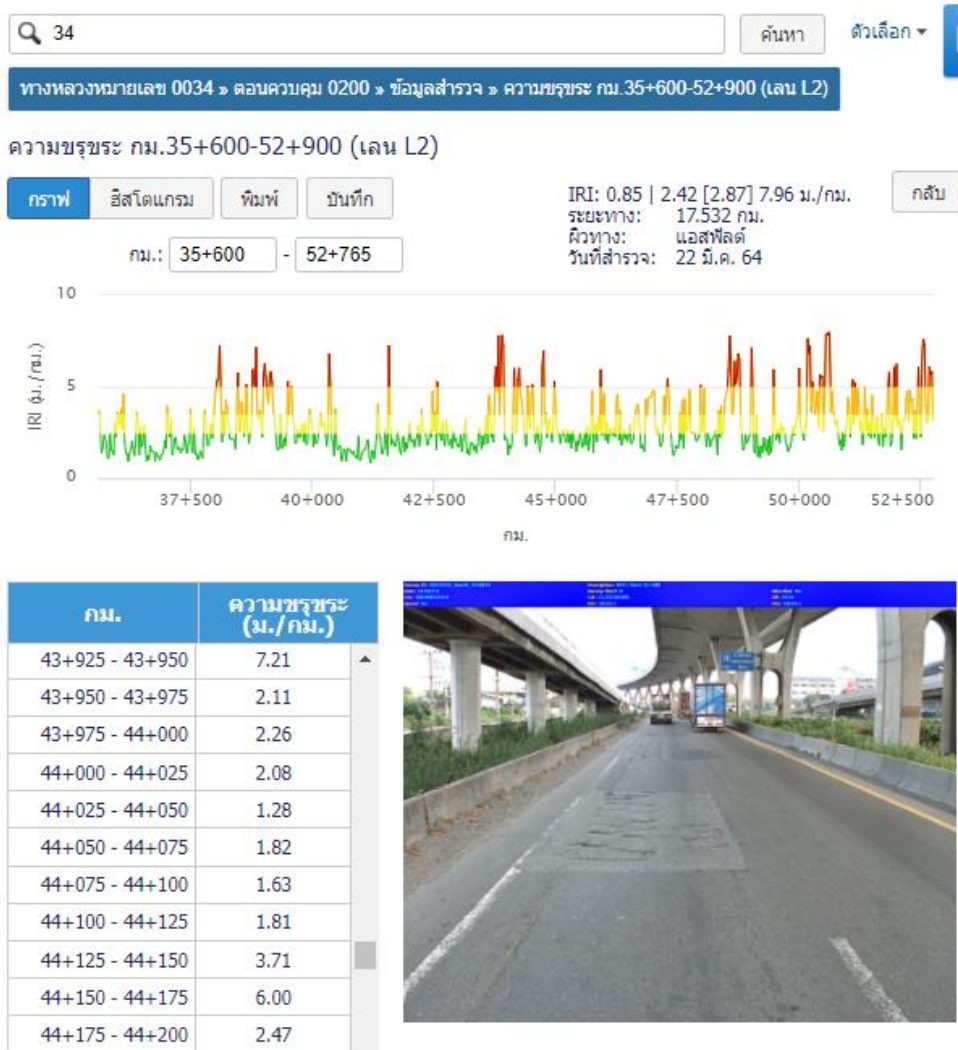 34
ค้นหา
ตัวเลือก
ทางหลวงหมายเลข 0034 » ตอนควบคุม 0200 » ข้อมูลสำรวจ » ความขรุขระ กม.35+600-52+900 (เลน L2)
ความขรุขระ กม.35+600-52+900 (เลน L2)
กราฟ ฮิสโตแกรม พิมพ์ บันทึก
IRI: 0.85 | 2.42 [2.87] 7.96 ม./กม.
กลับ
ระยะทาง: 17.532 กม.
ผิวทาง: แอสฟัลต์
วันที่สำรวจ: 22 มี.ค. 64
กม.: 35+600 - 52+765
10
5
0
IRI (ม./กม.)
37+500 40+000 42+500 45+000 47+500 50+000 52+500
กม.
กม. ความขรุขระ
(ม./กม.)
43+925 - 43+950 7.21
43+950 - 43+975 2.11
43+975 - 44+000 2.26
44+000 - 44+025 2.08
44+025 - 44+050 1.28
44+050 - 44+075 1.82
44+075 - 44+100 1.63
44+100 - 44+125 1.81
44+125 - 44+150 3.71
44+150 - 44+175 6.00
44+175 - 44+200 2.47